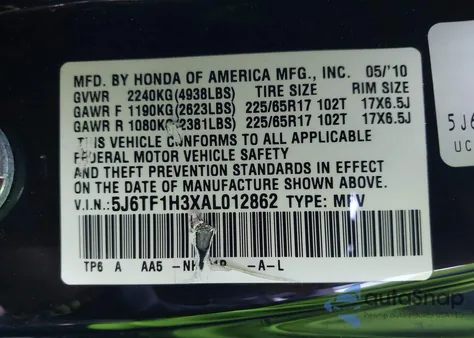 MFD. BY HONDA OF AMERICA MFG., INC. 05/'10
GVWR 2240KG(4938LBS) TIRE SIZE RIM SIZE
GAWR F 1190KG(2623LBS) 225/65R17 102T 17X6.5J
GAWR R 1080KG(2381LBS) 225/65R17 102T 17X6.5J
THIS VEHICLE CONFORMS TO ALL APPLICABLE
FEDERAL MOTOR VEHICLE SAFETY
AND THEFT PREVENTION STANDARDS IN EFFECT
ON THE DATE OF MANUFACTURE SHOWN ABOVE.
V.I.N.: 5J6TF1H3XAL012862 TYPE: MPV
TP6 A AA5 -A-L
5J6
UC
autoSnap